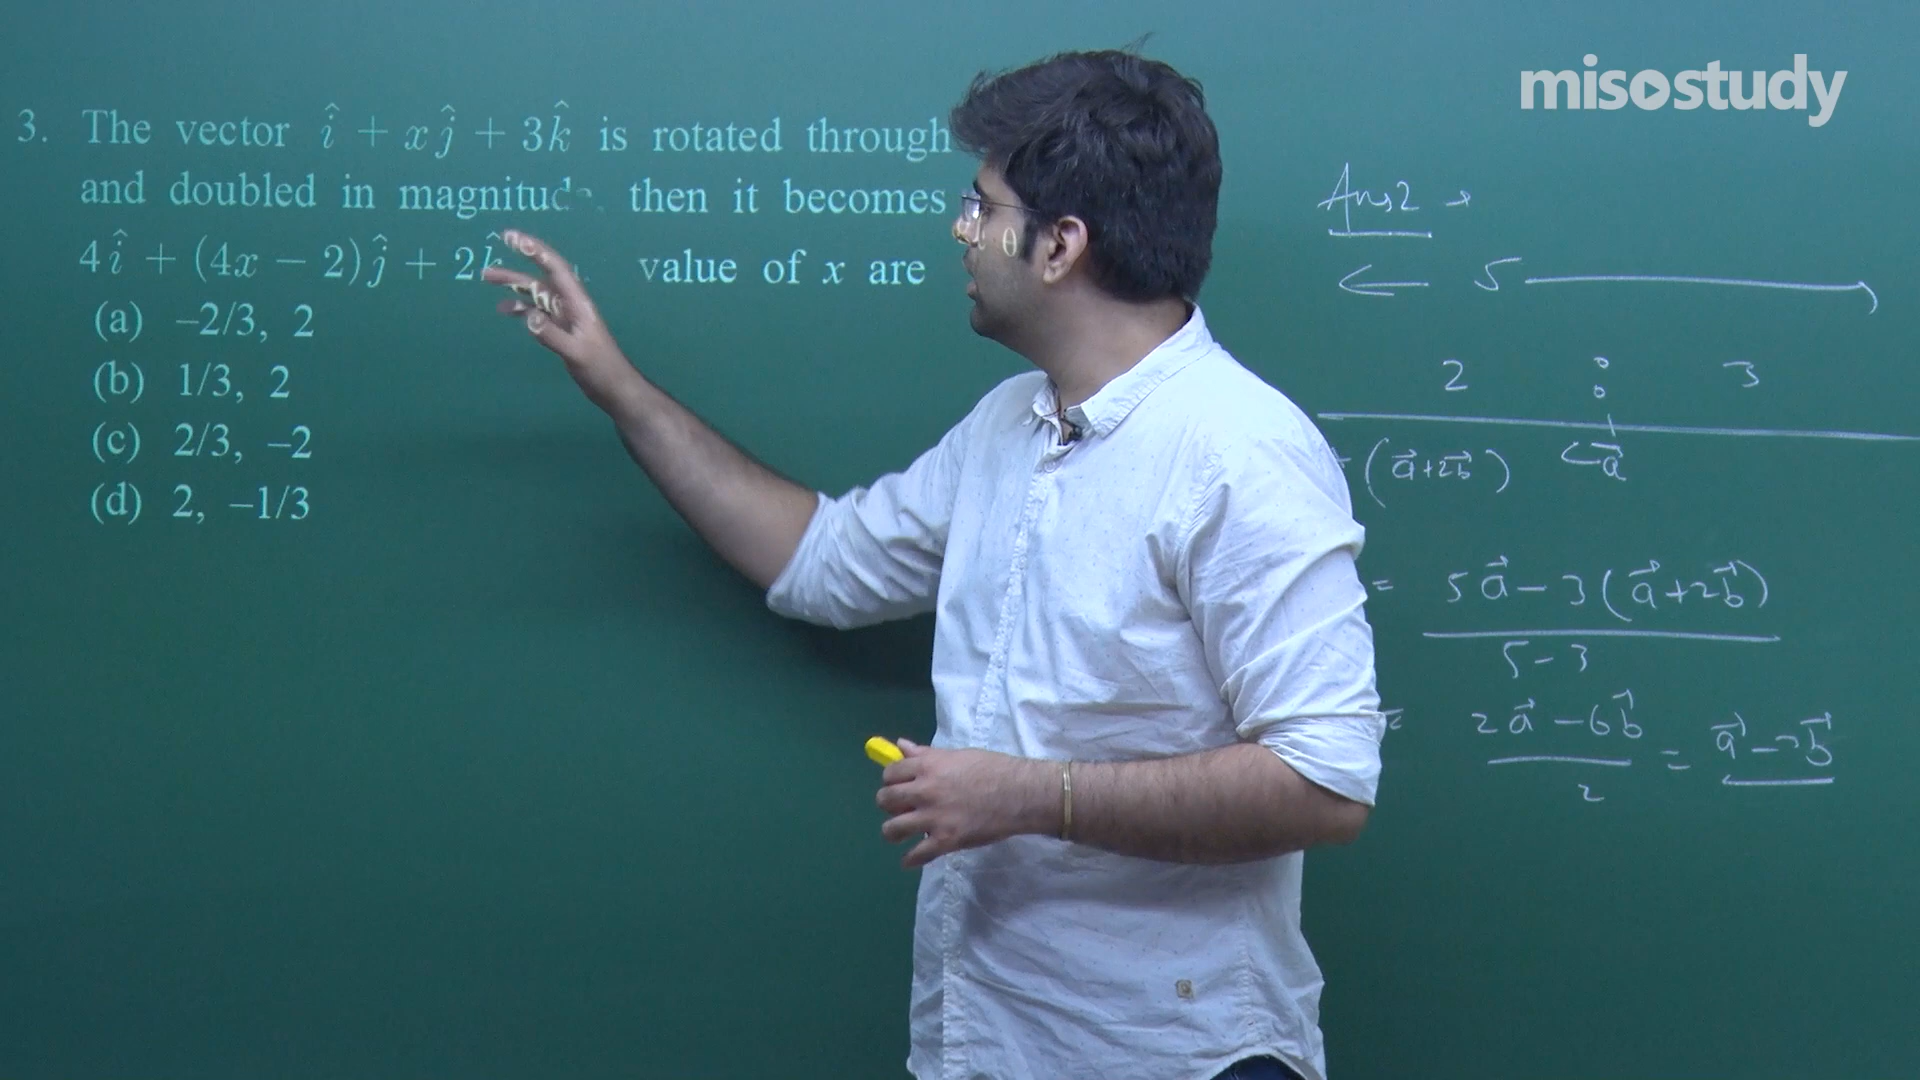 misostudy
3. The vector î + xĵ + 3k̂ is rotated through
θ
and doubled in magnitude, then it becomes
4î + (4x − 2)ĵ + 2k̂. The value of x are
(a) –2/3, 2
(b) 1/3, 2
(c) 2/3, –2
(d) 2, –1/3
Ans2 →
5
2 : 3
(a⃗+2b⃗) a⃗
= 5a⃗ − 3(a⃗+2b⃗)
5 − 3
= 2a⃗ − 6b⃗ = a⃗ − 3b⃗
2